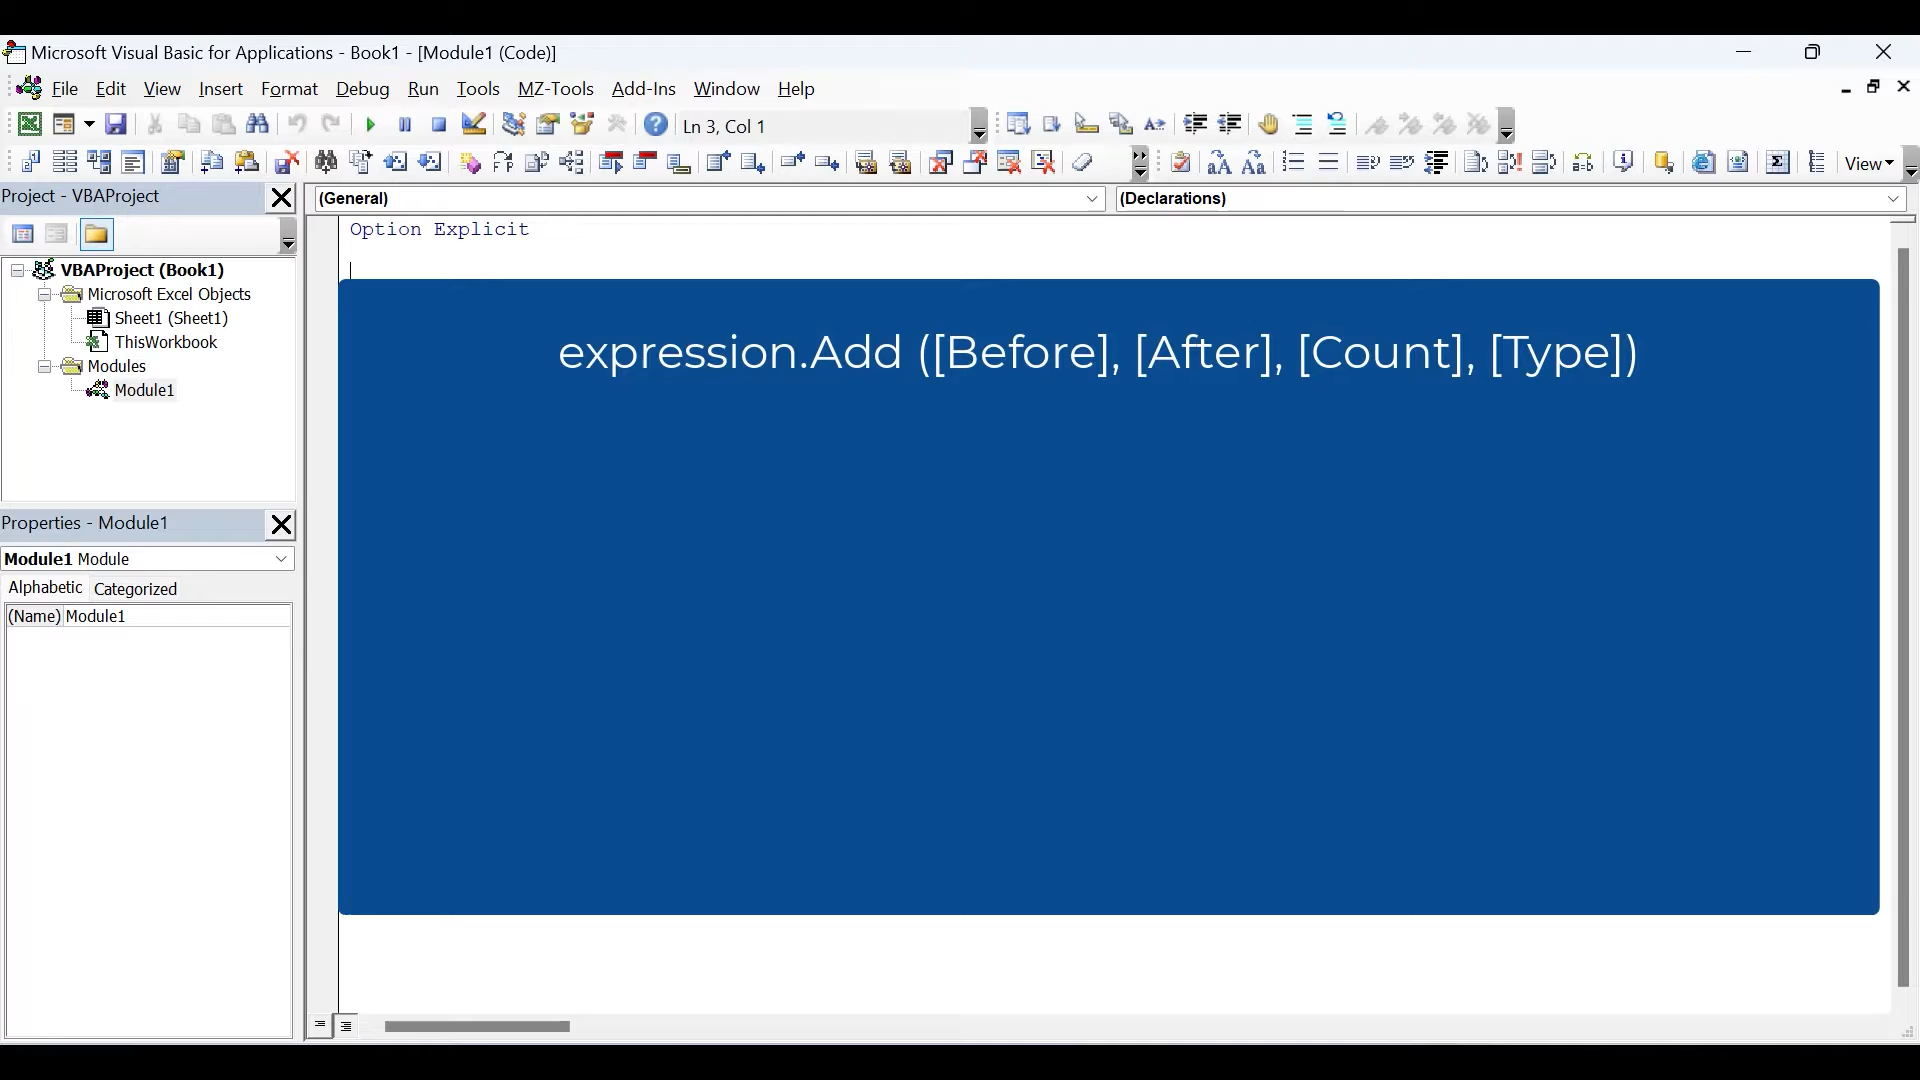 Microsoft Visual Basic for Applications - Book1 - [Module1 (Code)]
File Edit View Insert Format Debug Run Tools MZ-Tools Add-Ins Window Help
Ln 3, Col 1
View
Project - VBAProject
(General)
(Declarations)
Option Explicit
VBAProject (Book1)
Microsoft Excel Objects
Sheet1 (Sheet1)
ThisWorkbook
Modules
Module1
expression.Add ([Before], [After], [Count], [Type])
Properties - Module1
Module1 Module
Alphabetic Categorized
(Name) Module1